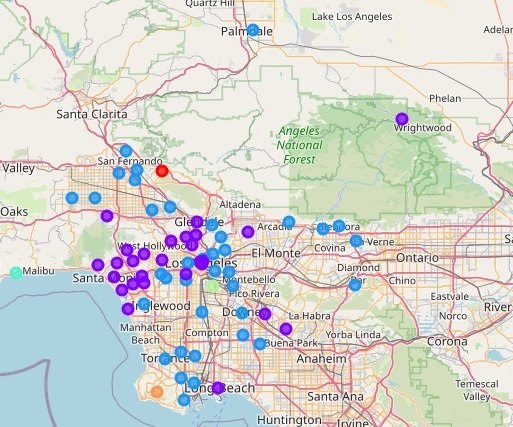 Quartz Hill
Lake Los Angeles
Palmdale
Adelan
Phelan
Wrightwood
Santa Clarita
Angeles
National
Forest
San Fernando
Valley
Oaks
Altadena
Glendale
Arcadia
Glendora
West Hollywood
La Verne
Covina
Los Angeles
El Monte
Ontario
Malibu
Santa Monica
Diamond
Bar
Montebello
Pico Rivera
Eastvale
Norco
River
Inglewood
Downey
La Habra
Manhattan
Beach
Compton
Yorba Linda
Corona
Buena Park
Torrance
Anaheim
Temescal
Valley
Long Beach
Santa Ana
Huntington
Irvine